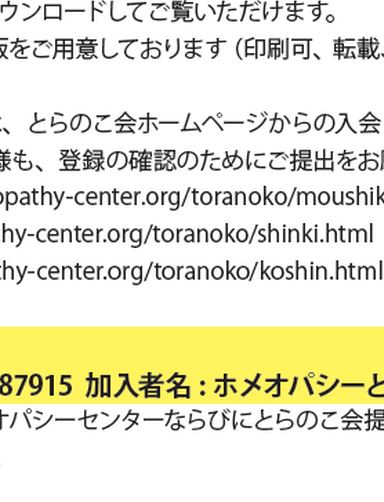 ウンロードしてご覧いただけます。
版をご用意しております（印刷可、転載
、とらのこ会ホームページからの入会
様も、登録の確認のためにご提出をお
opathy-center.org/toranoko/moushik
hy-center.org/toranoko/shinki.html
thy-center.org/toranoko/koshin.html
87915 加入者名：ホメオパシーと
オパシーセンターならびにとらのこ会提